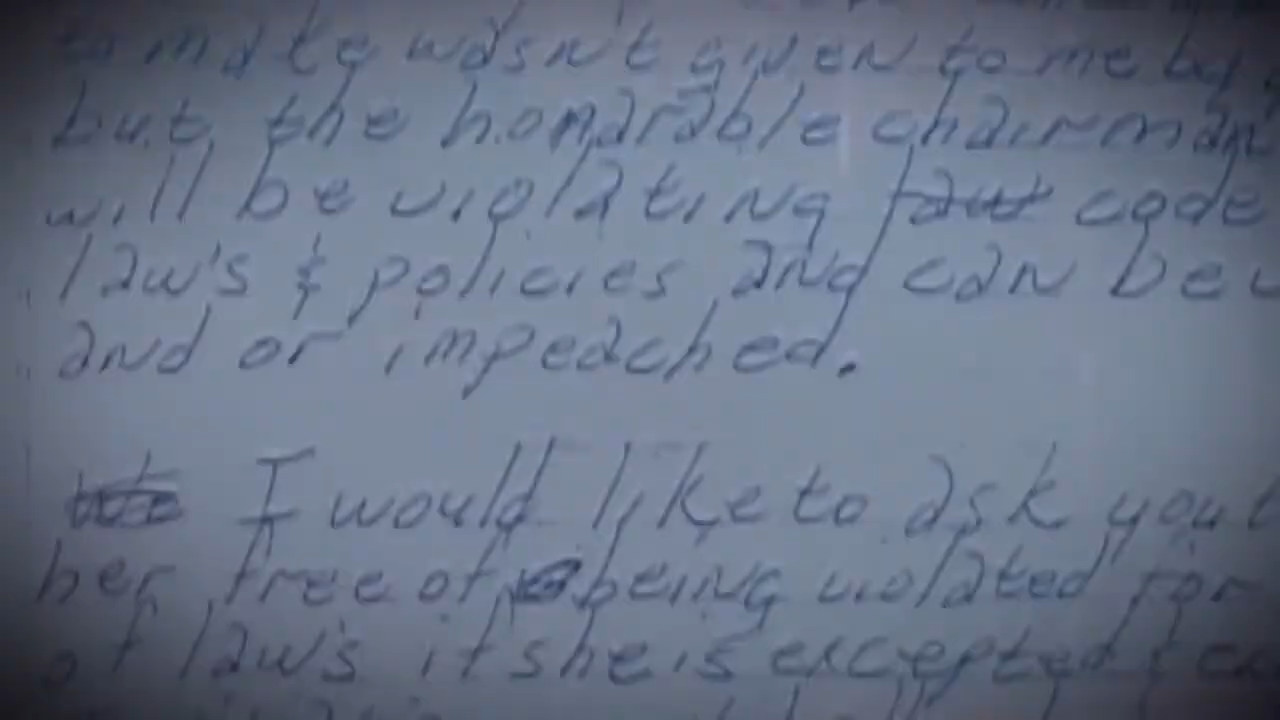 to mate wasn't given to me by
but the honarable chairman
will be violating law code
law's & policies and can be
and or impeached.
I would like to ask you
her free of being violated for
of law's if she is excepted &